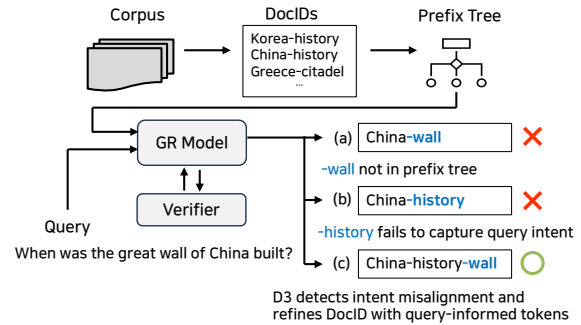 Corpus
DocIDs
Prefix Tree
Korea-history
China-history
Greece-citadel
...
GR Model
Verifier
Query
When was the great wall of China built?
(a) China-wall
-wall not in prefix tree
(b) China-history
-history fails to capture query intent
(c) China-history-wall
D3 detects intent misalignment and
refines DocID with query-informed tokens